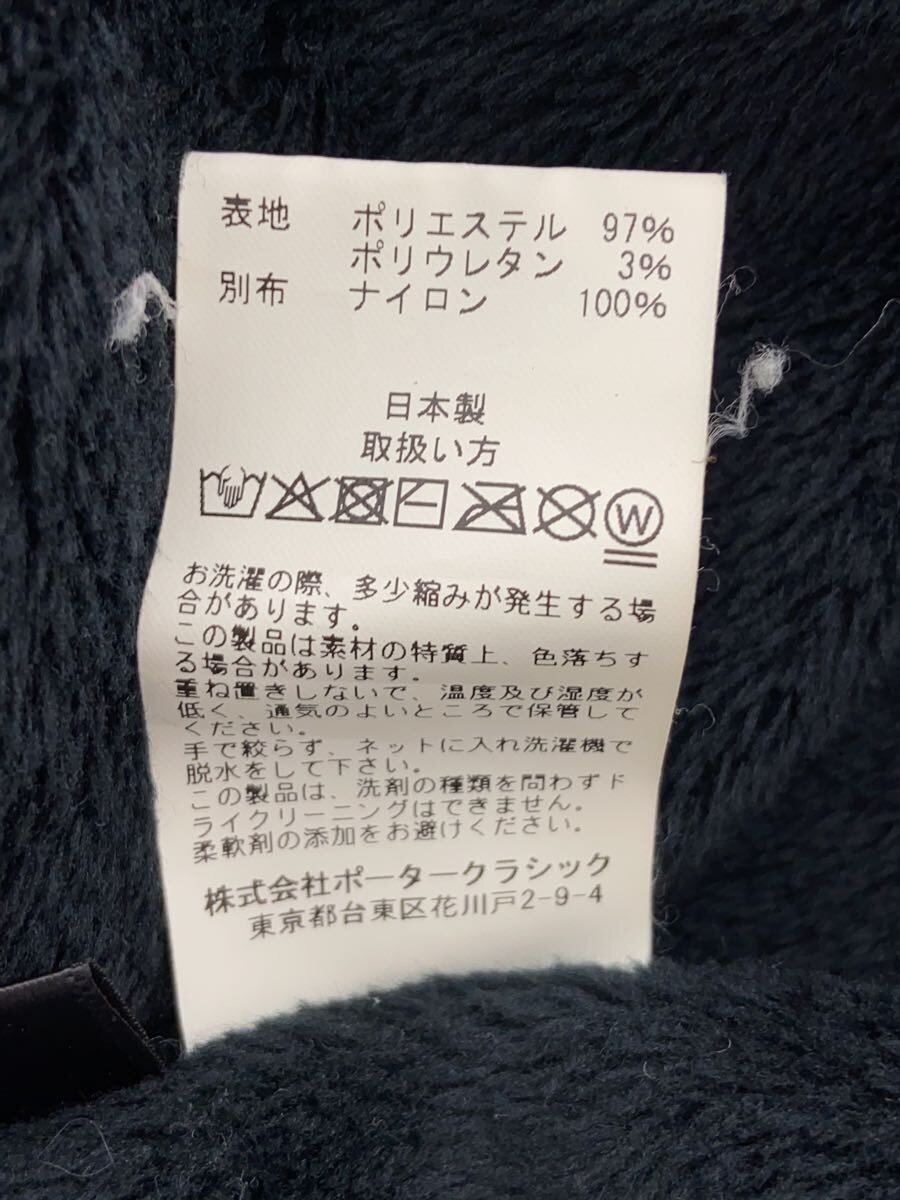 表地 ポリエステル 97%
ポリウレタン 3%
別布 ナイロン 100%
日本製
取扱い方
W
お洗濯の際、多少縮みが発生する場
合があります。
この製品は素材の特質上、色落ちす
る場合があります。
重ね置きしないで、温度及び湿度が
低く、通気のよいところで保管して
ください。
手で絞らず、ネットに入れ洗濯機で
脱水をして下さい。
この製品は、洗剤の種類を問わずド
ライクリーニングはできません。
柔軟剤の添加をお避けください。
株式会社ポータークラシック
東京都台東区花川戸2-9-4